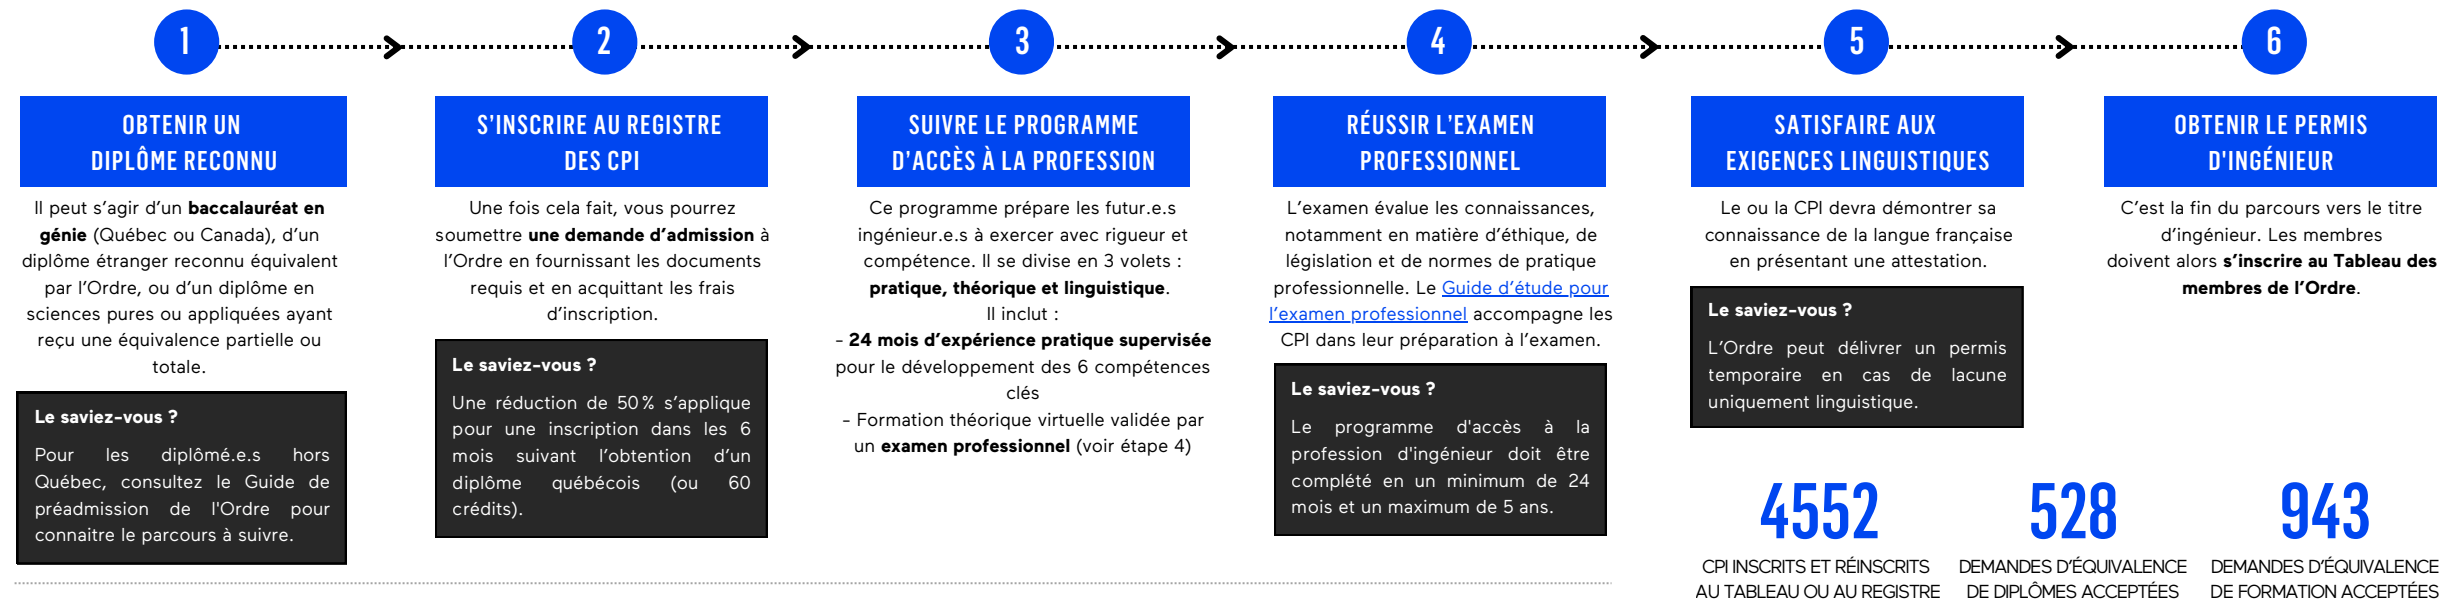 1
OBTENIR UN
DIPLÔME RECONNU
Il peut s’agir d’un baccalauréat en
génie (Québec ou Canada), d’un
diplôme étranger reconnu équivalent
par l’Ordre, ou d’un diplôme en
sciences pures ou appliquées ayant
reçu une équivalence partielle ou
totale.
Le saviez-vous ?
Pour les diplômé.e.s hors
Québec, consultez le Guide de
préadmission de l'Ordre pour
connaitre le parcours à suivre.
2
S’INSCRIRE AU REGISTRE
DES CPI
Une fois cela fait, vous pourrez
soumettre une demande d’admission à
l’Ordre en fournissant les documents
requis et en acquittant les frais
d’inscription.
Le saviez-vous ?
Une réduction de 50 % s’applique
pour une inscription dans les 6
mois suivant l’obtention d’un
diplôme québécois (ou 60
crédits).
3
SUIVRE LE PROGRAMME
D’ACCÈS À LA PROFESSION
Ce programme prépare les futur.e.s
ingénieur.e.s à exercer avec rigueur et
compétence. Il se divise en 3 volets :
pratique, théorique et linguistique.
Il inclut :
- 24 mois d’expérience pratique supervisée
pour le développement des 6 compétences
clés
- Formation théorique virtuelle validée par
un examen professionnel (voir étape 4)
4
RÉUSSIR L’EXAMEN
PROFESSIONNEL
L’examen évalue les connaissances,
notamment en matière d’éthique, de
législation et de normes de pratique
professionnelle. Le Guide d’étude pour
l’examen professionnel accompagne les
CPI dans leur préparation à l’examen.
Le saviez-vous ?
Le programme d'accès à la
profession d'ingénieur doit être
complété en un minimum de 24
mois et un maximum de 5 ans.
5
SATISFAIRE AUX
EXIGENCES LINGUISTIQUES
Le ou la CPI devra démontrer sa
connaissance de la langue française
en présentant une attestation.
Le saviez-vous ?
L’Ordre peut délivrer un permis
temporaire en cas de lacune
uniquement linguistique.
6
OBTENIR LE PERMIS
D'INGÉNIEUR
C’est la fin du parcours vers le titre
d’ingénieur. Les membres
doivent alors s’inscrire au Tableau des
membres de l’Ordre.
4552
CPI INSCRITS ET RÉINSCRITS
AU TABLEAU OU AU REGISTRE
528
DEMANDES D’ÉQUIVALENCE
DE DIPLÔMES ACCEPTÉES
943
DEMANDES D’ÉQUIVALENCE
DE FORMATION ACCEPTÉES